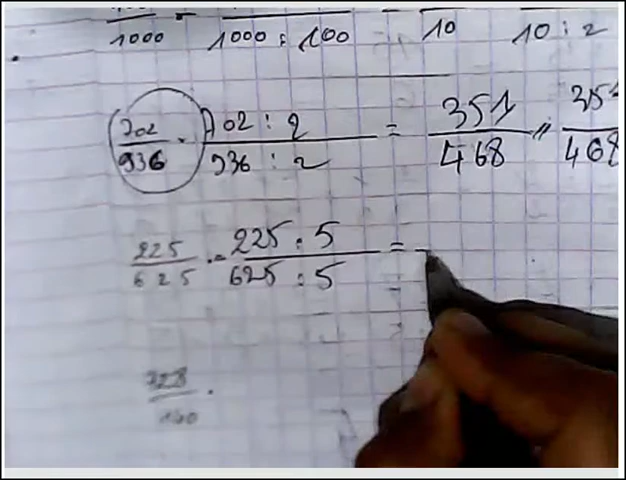 1000 1000 : 100 10 10 : 2
702/936 = 702 : 2/936 : 2 = 351/468 = 351/468
225/625 = 225 : 5/625 : 5 =